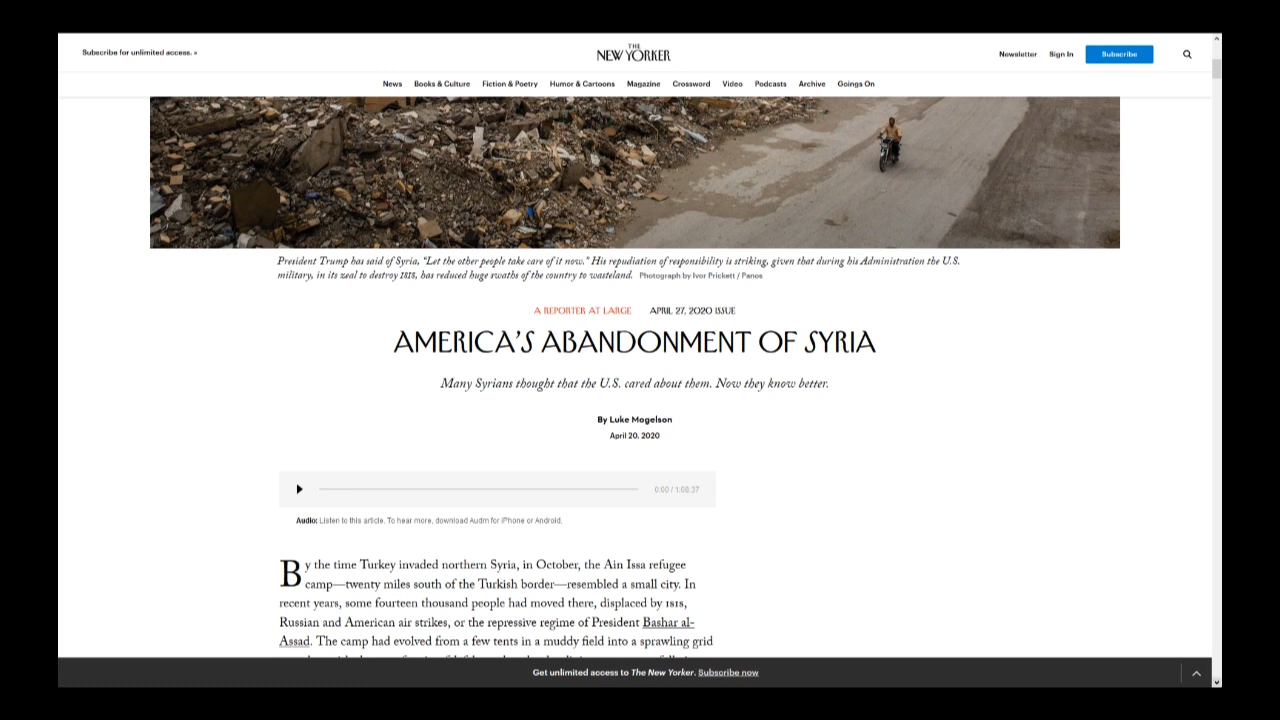 Subscribe for unlimited access. »
THE
NEW YORKER
Newsletter Sign In Subscribe
News Books & Culture Fiction & Poetry Humor & Cartoons Magazine Crossword Video Podcasts Archive Goings On
President Trump has said of Syria, “Let the other people take care of it now.” His repudiation of responsibility is striking, given that during his Administration the U.S.
military, in its zeal to destroy ISIS, has reduced huge swaths of the country to wasteland. Photograph by Ivor Prickett / Panos
A REPORTER AT LARGE APRIL 27, 2020 ISSUE
AMERICA’S ABANDONMENT OF SYRIA
Many Syrians thought that the U.S. cared about them. Now they know better.
By Luke Mogelson
April 20, 2020
0:00 / 1:08:37
Audio: Listen to this article. To hear more, download Audm for iPhone or Android.
By the time Turkey invaded northern Syria, in October, the Ain Issa refugee
camp—twenty miles south of the Turkish border—resembled a small city. In
recent years, some fourteen thousand people had moved there, displaced by ISIS,
Russian and American air strikes, or the repressive regime of President Bashar al-
Assad. The camp had evolved from a few tents in a muddy field into a sprawling grid
Get unlimited access to The New Yorker. Subscribe now